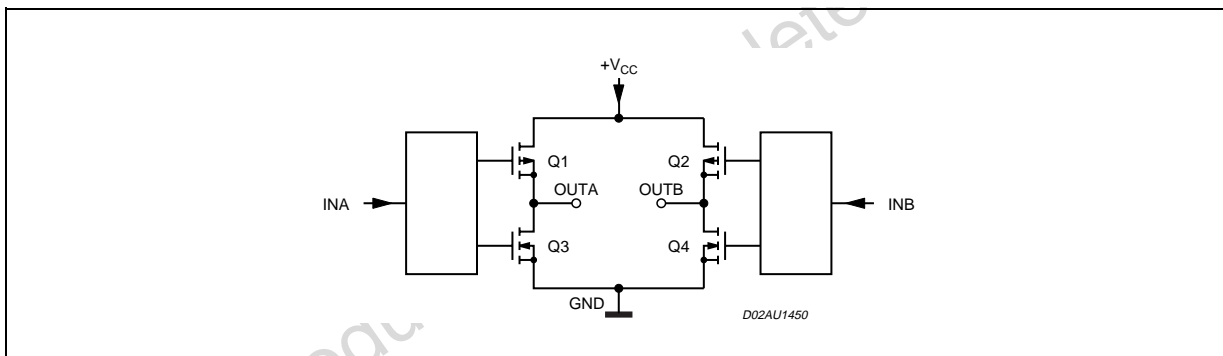 +VCC
Q1
Q2
OUTA
OUTB
INA
INB
Q3
Q4
GND
D02AU1450